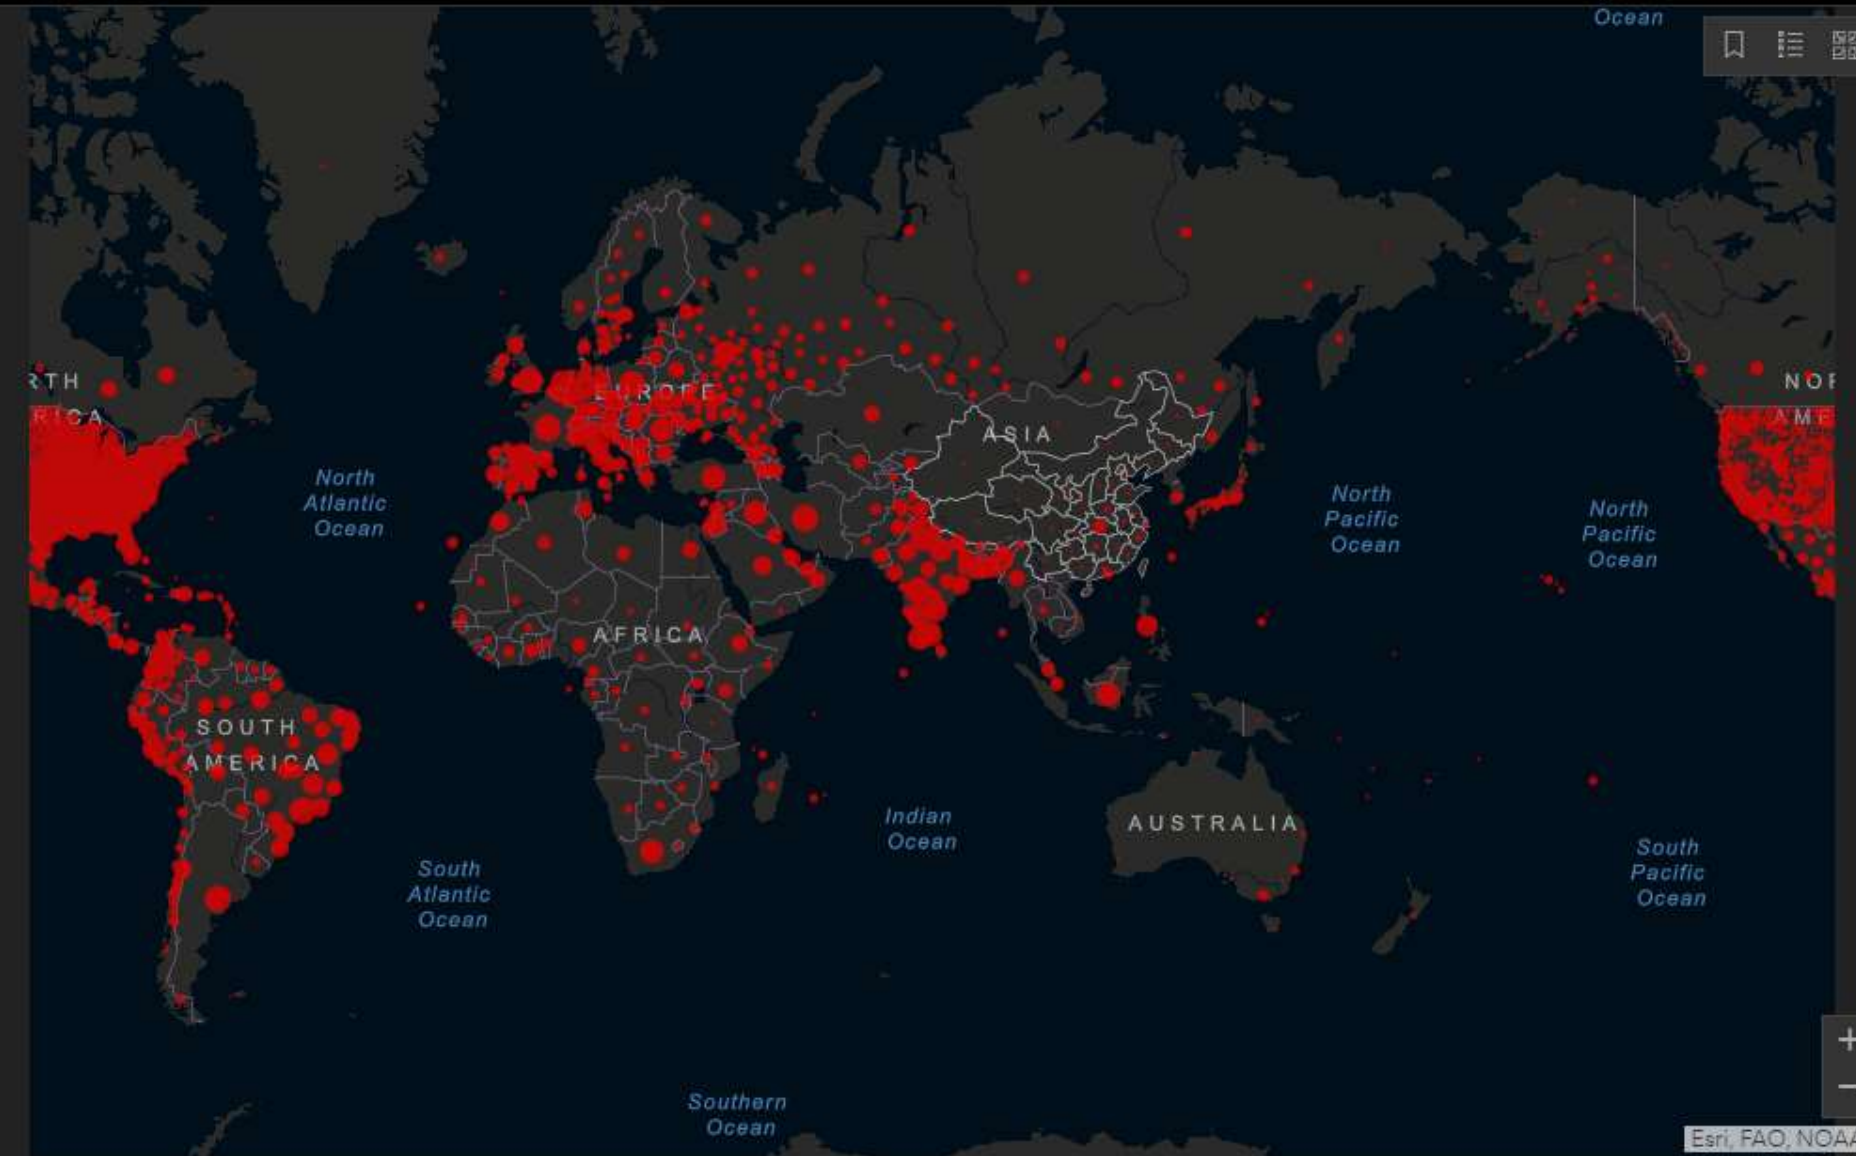 Ocean
RTH
RICA
EUROPE
ASIA
NOR
AME
North
Atlantic
Ocean
North
Pacific
Ocean
North
Pacific
Ocean
AFRICA
SOUTH
AMERICA
Indian
Ocean
AUSTRALIA
South
Atlantic
Ocean
South
Pacific
Ocean
Southern
Ocean
Esri, FAO, NOAA